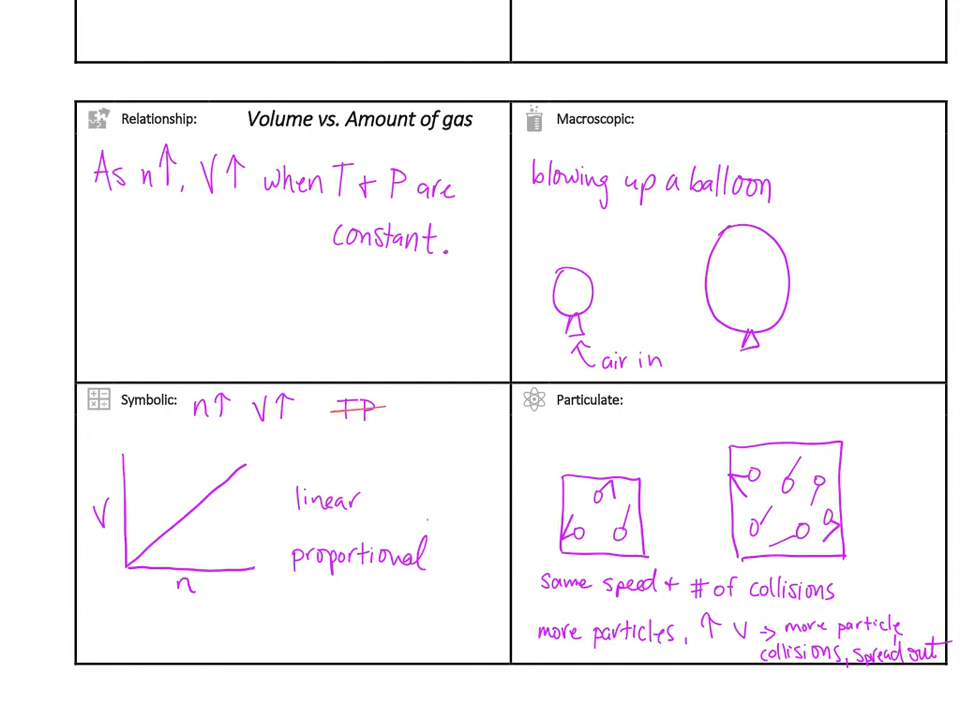 Relationship: Volume vs. Amount of gas
As n↑, V↑ when T + P are
constant.
Macroscopic:
blowing up a balloon
air in
Symbolic: n↑ V↑ TP
V
linear
proportional
n
Particulate:
same speed + # of collisions
more particles, ↑ V → more particle
collisions, spread out